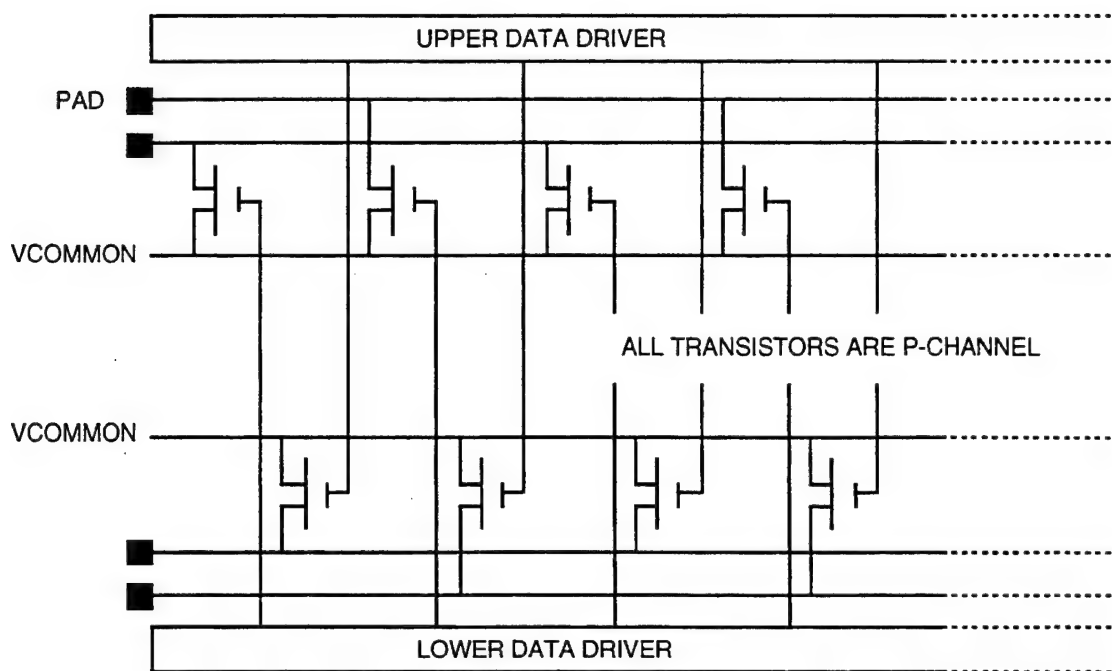 UPPER DATA DRIVER
PAD
VCOMMON
ALL TRANSISTORS ARE P-CHANNEL
VCOMMON
LOWER DATA DRIVER